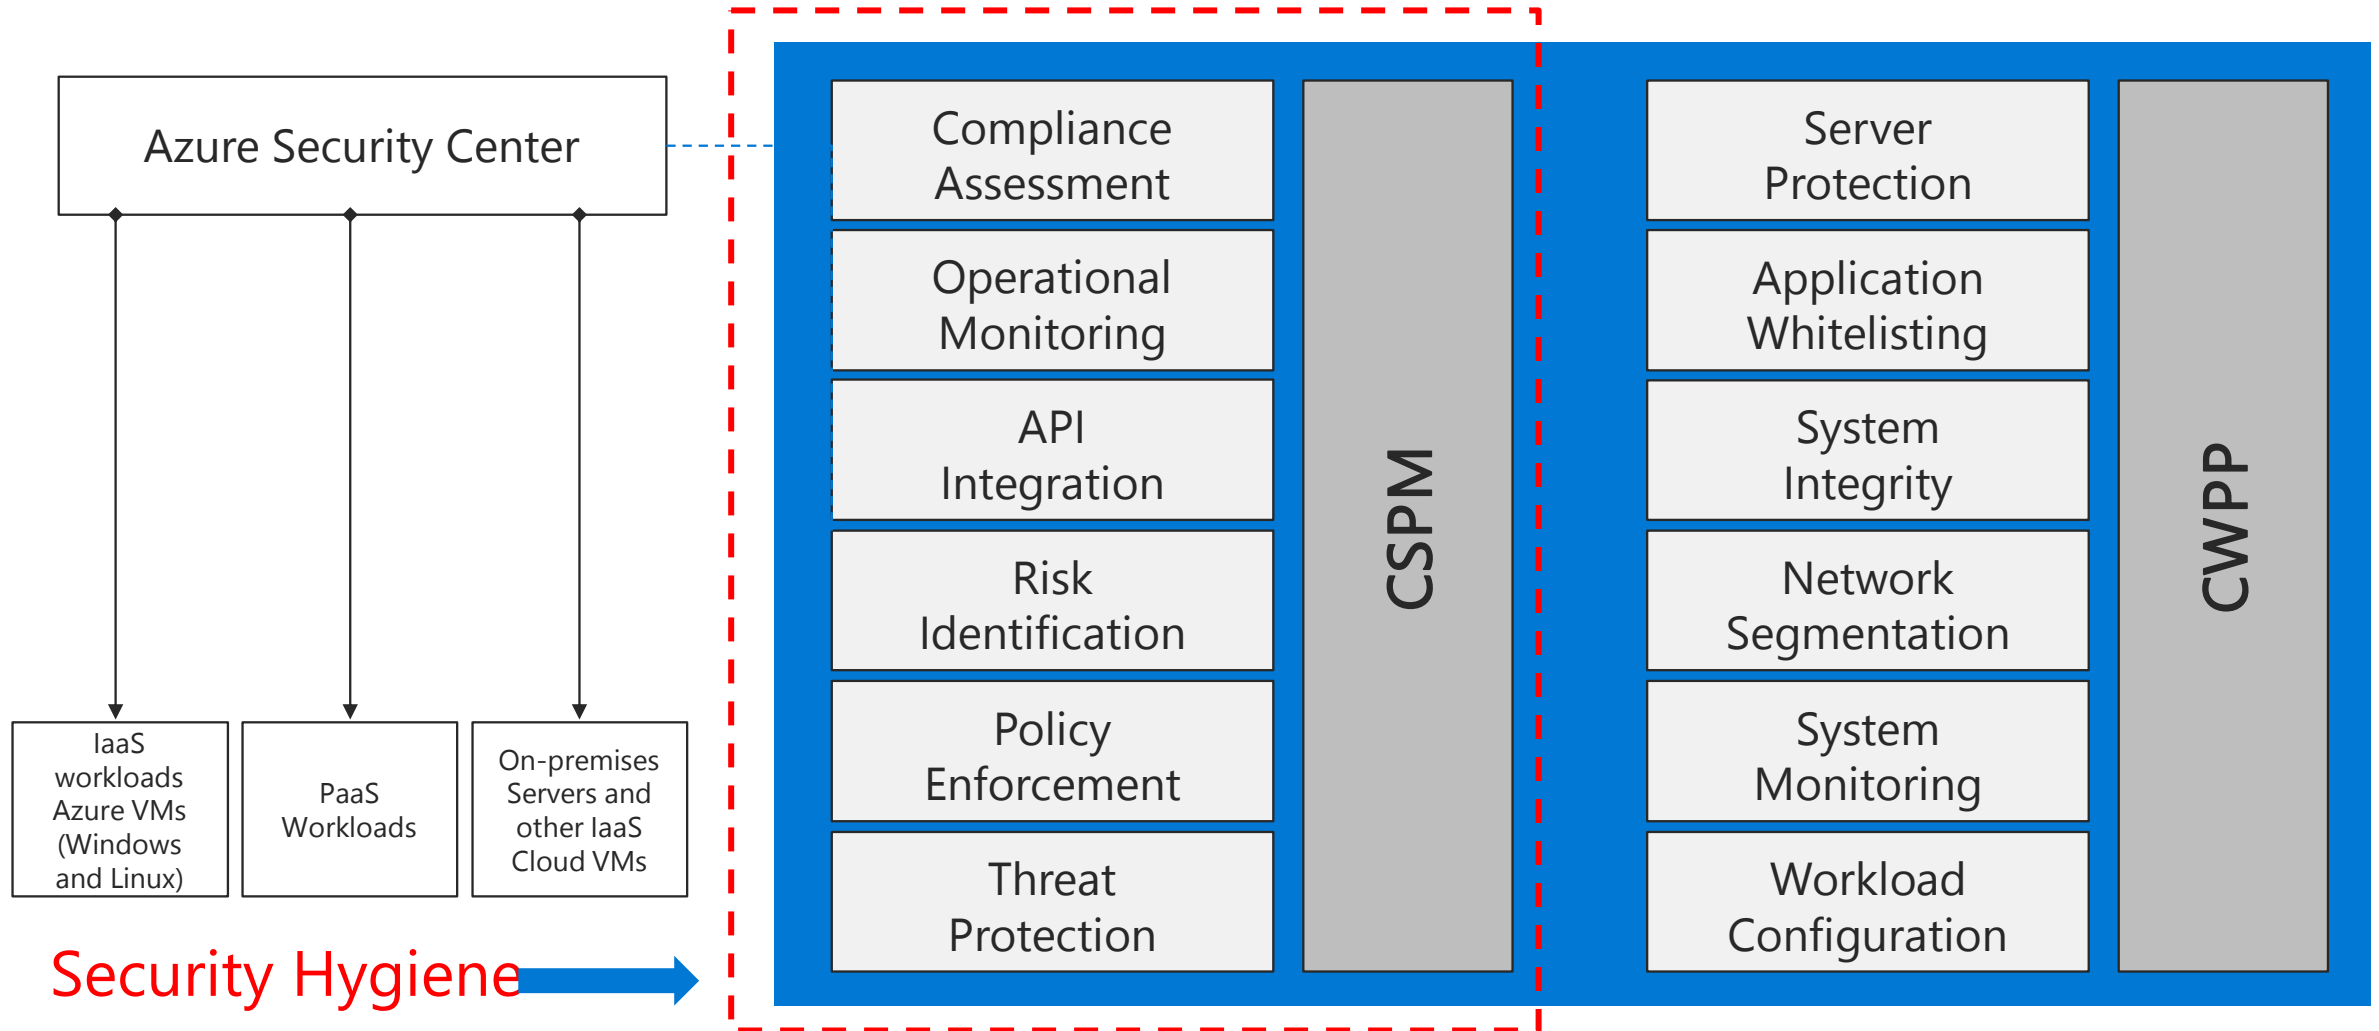 Azure Security Center
IaaS
workloads
Azure VMs
(Windows
and Linux)
PaaS
Workloads
On-premises
Servers and
other IaaS
Cloud VMs
Security Hygiene
Compliance
Assessment
Operational
Monitoring
API
Integration
Risk
Identification
Policy
Enforcement
Threat
Protection
CSPM
Server
Protection
Application
Whitelisting
System
Integrity
Network
Segmentation
System
Monitoring
Workload
Configuration
CWPP